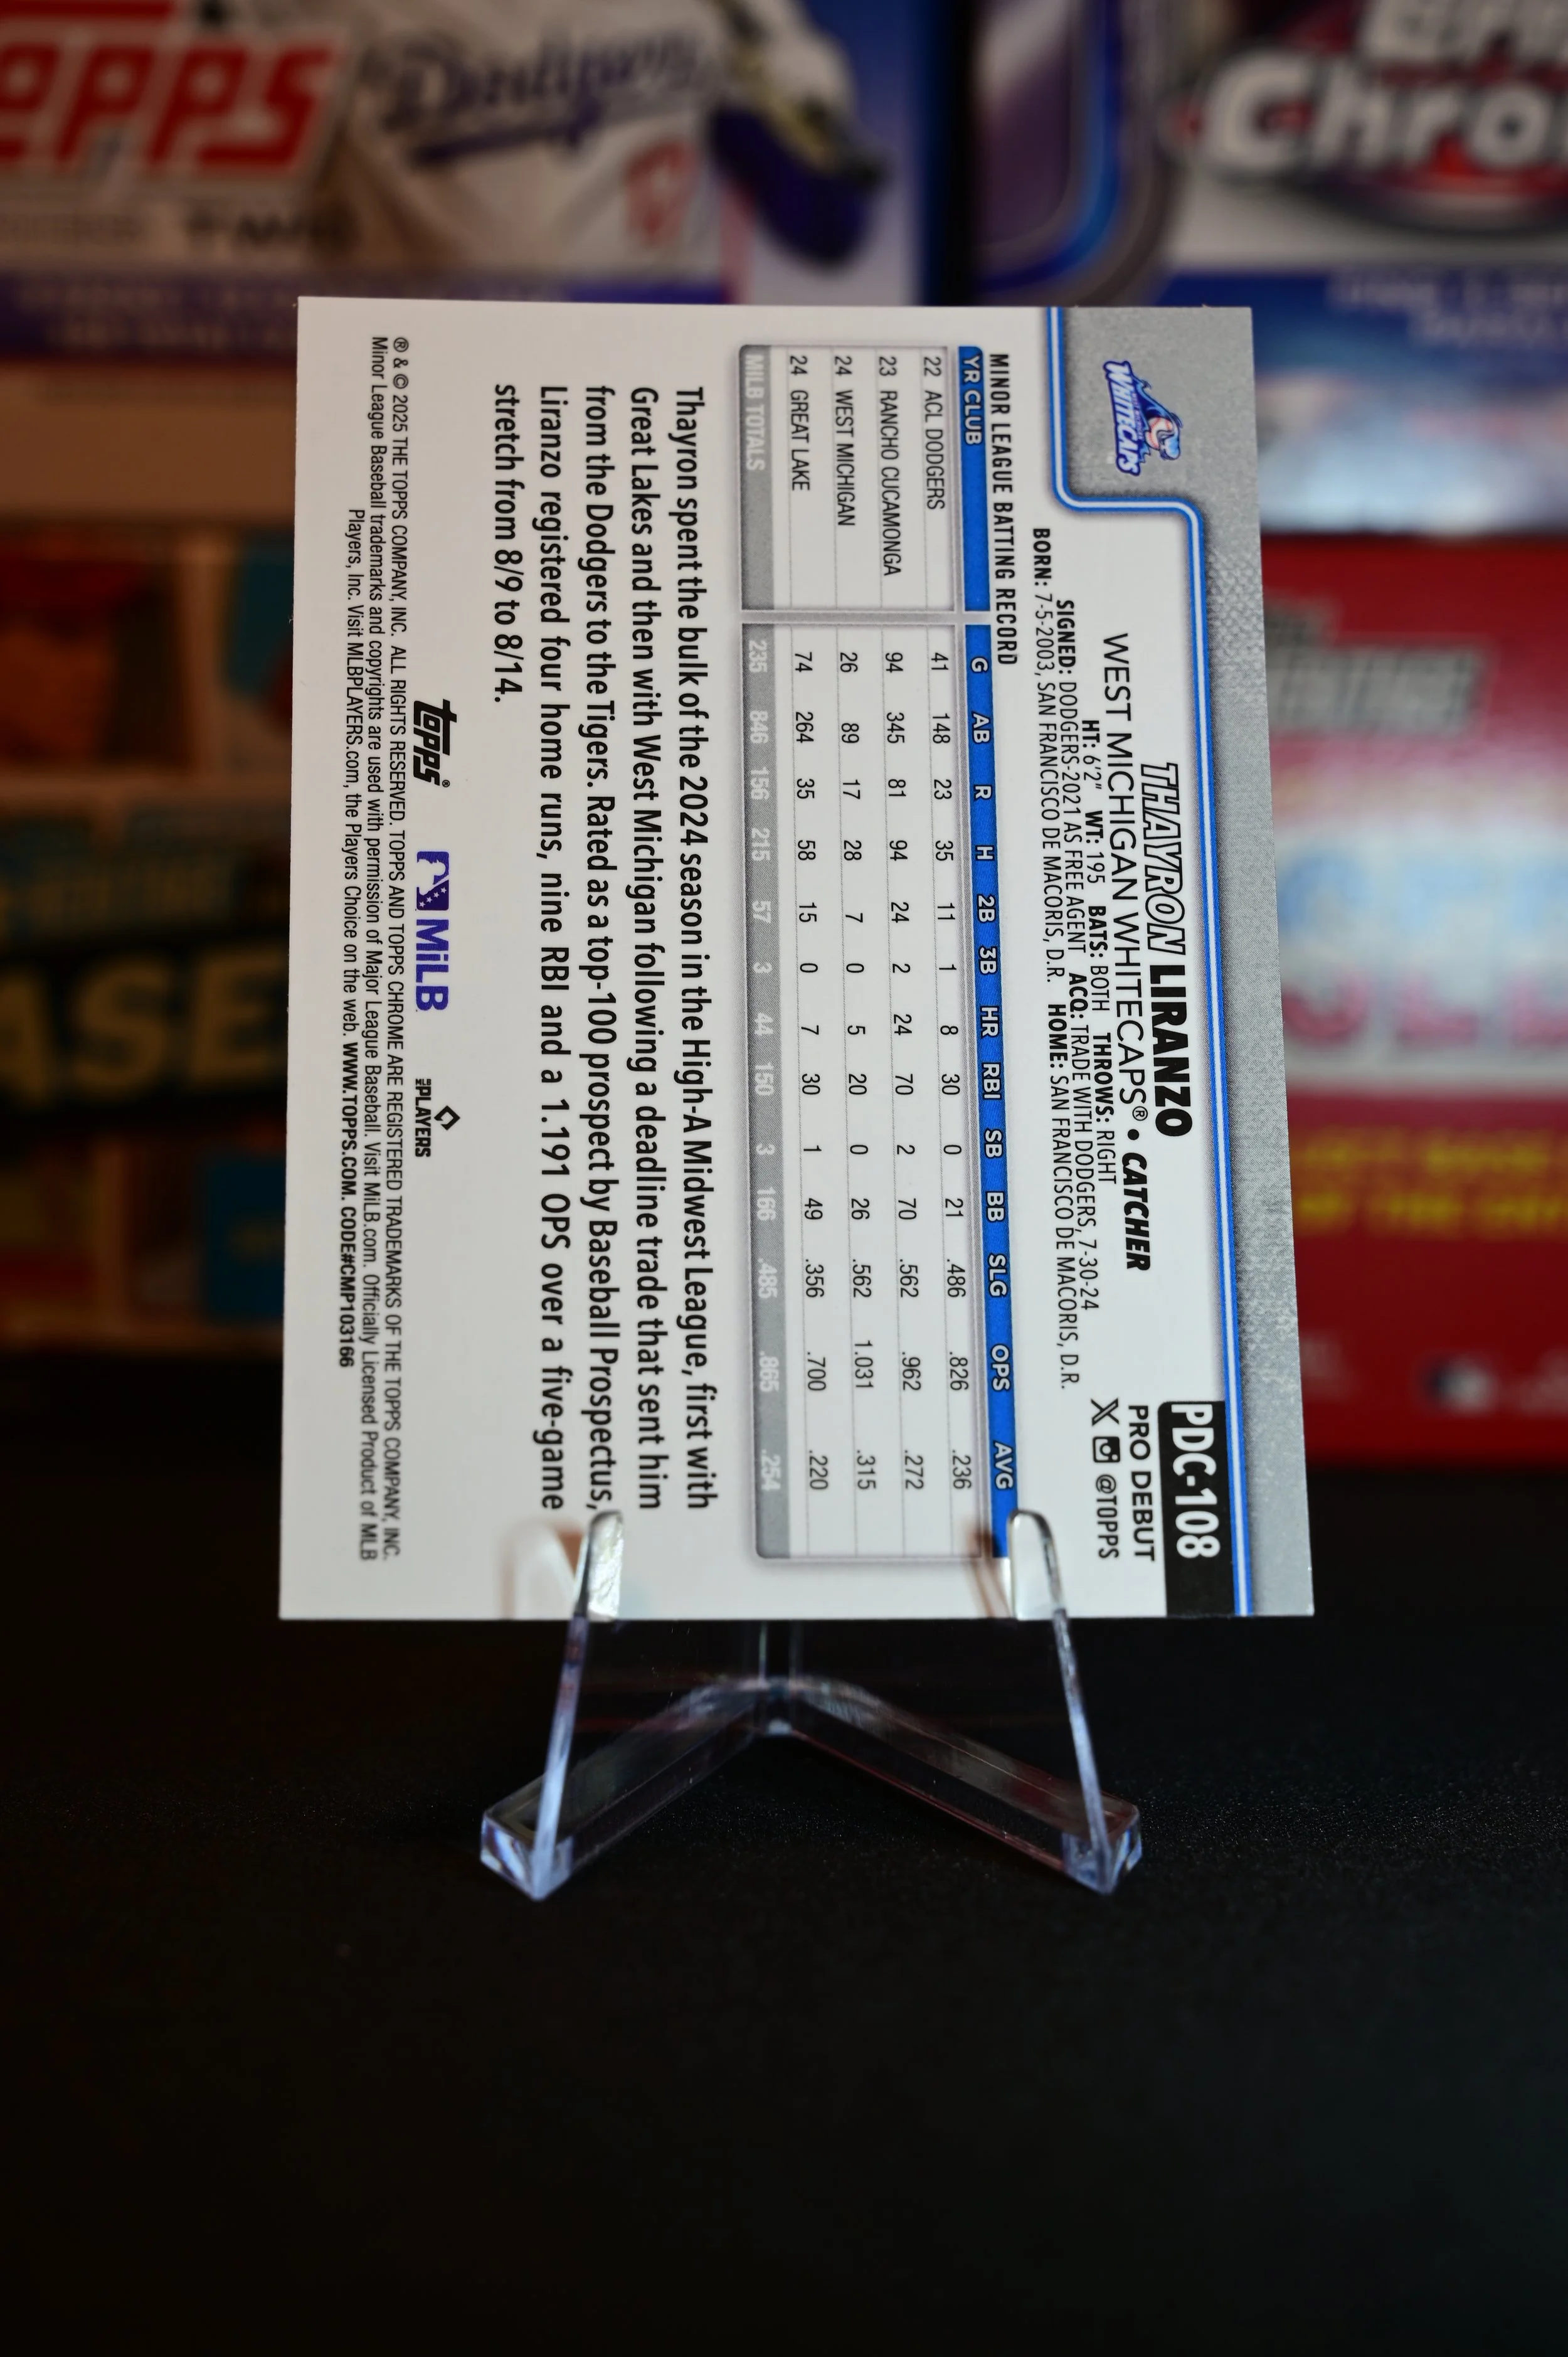 TOPPS
Dodgers
Chro
WHITECAPS
THAYRON LIRANZO
WEST MICHIGAN WHITECAPS® • CATCHER
HT: 6'2" WT: 195 BATS: BOTH THROWS: RIGHT
SIGNED: DODGERS-2021 AS FREE AGENT ACQ: TRADE WITH DODGERS, 7-30-24
BORN: 7-5-2003, SAN FRANCISCO DE MACORIS, D.R. HOME: SAN FRANCISCO DE MACORIS, D.R.
PDC-108
PRO DEBUT
X @TOPPS
MINOR LEAGUE BATTING RECORD
YR CLUB G AB R H 2B 3B HR RBI SB BB SLG OPS AVG
22 ACL DODGERS 41 148 23 35 11 1 8 30 0 21 .486 .826 .236
23 RANCHO CUCAMONGA 94 345 81 94 24 2 24 70 2 70 .562 .962 .272
24 WEST MICHIGAN 26 89 17 28 7 0 5 20 0 26 .562 1.031 .315
24 GREAT LAKE 74 264 35 58 15 0 7 30 1 49 .356 .700 .220
MILB TOTALS 235 846 156 215 57 3 44 150 3 166 .485 .865 .254
Thayron spent the bulk of the 2024 season in the High-A Midwest League, first with
Great Lakes and then with West Michigan following a deadline trade that sent him
from the Dodgers to the Tigers. Rated as a top-100 prospect by Baseball Prospectus,
Liranzo registered four home runs, nine RBI and a 1.191 OPS over a five-game
stretch from 8/9 to 8/14.
topps® MiLB PLAYERS
® & © 2025 THE TOPPS COMPANY, INC. ALL RIGHTS RESERVED. TOPPS AND TOPPS CHROME ARE REGISTERED TRADEMARKS OF THE TOPPS COMPANY, INC.
Minor League Baseball trademarks and copyrights are used with permission of Major League Baseball. Visit MiLB.com. Officially Licensed Product of MLB
Players, Inc. Visit MLBPLAYERS.com, the Players Choice on the web. WWW.TOPPS.COM. CODE#CMP103166